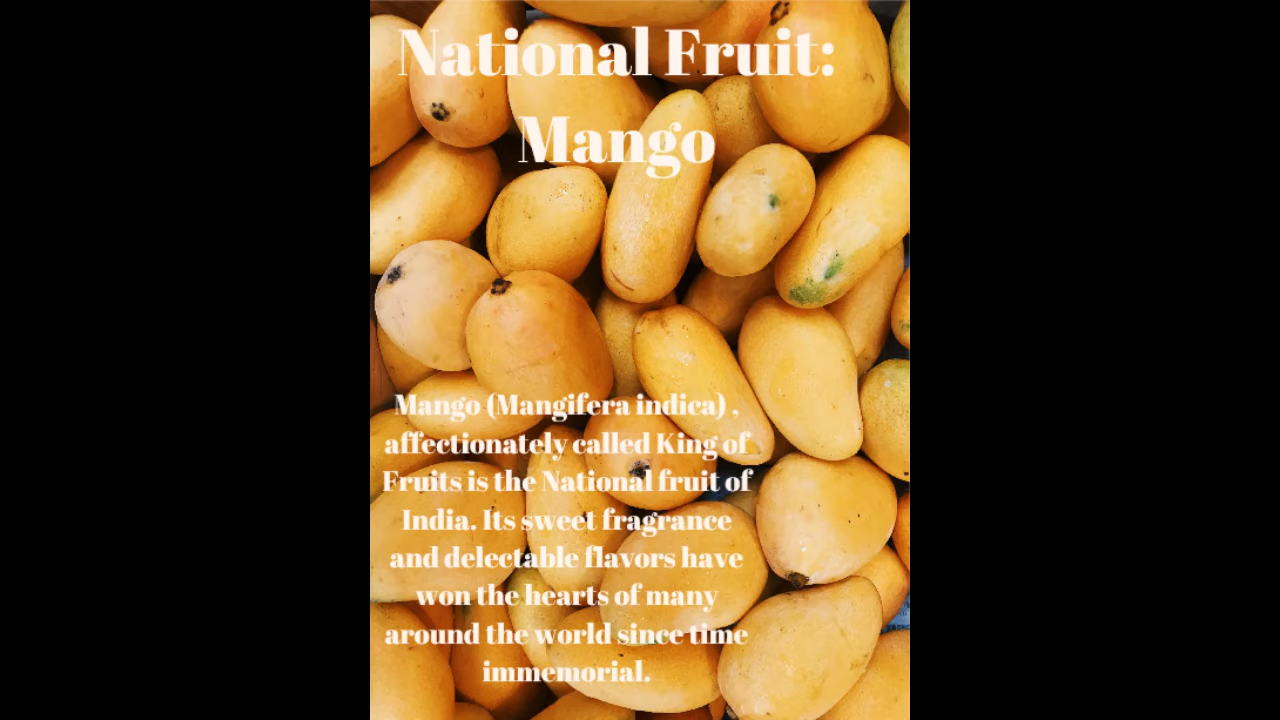 National Fruit:
Mango
Mango (Mangifera indica) ,
affectionately called King of
Fruits is the National fruit of
India. Its sweet fragrance
and delectable flavors have
won the hearts of many
around the world since time
immemorial.